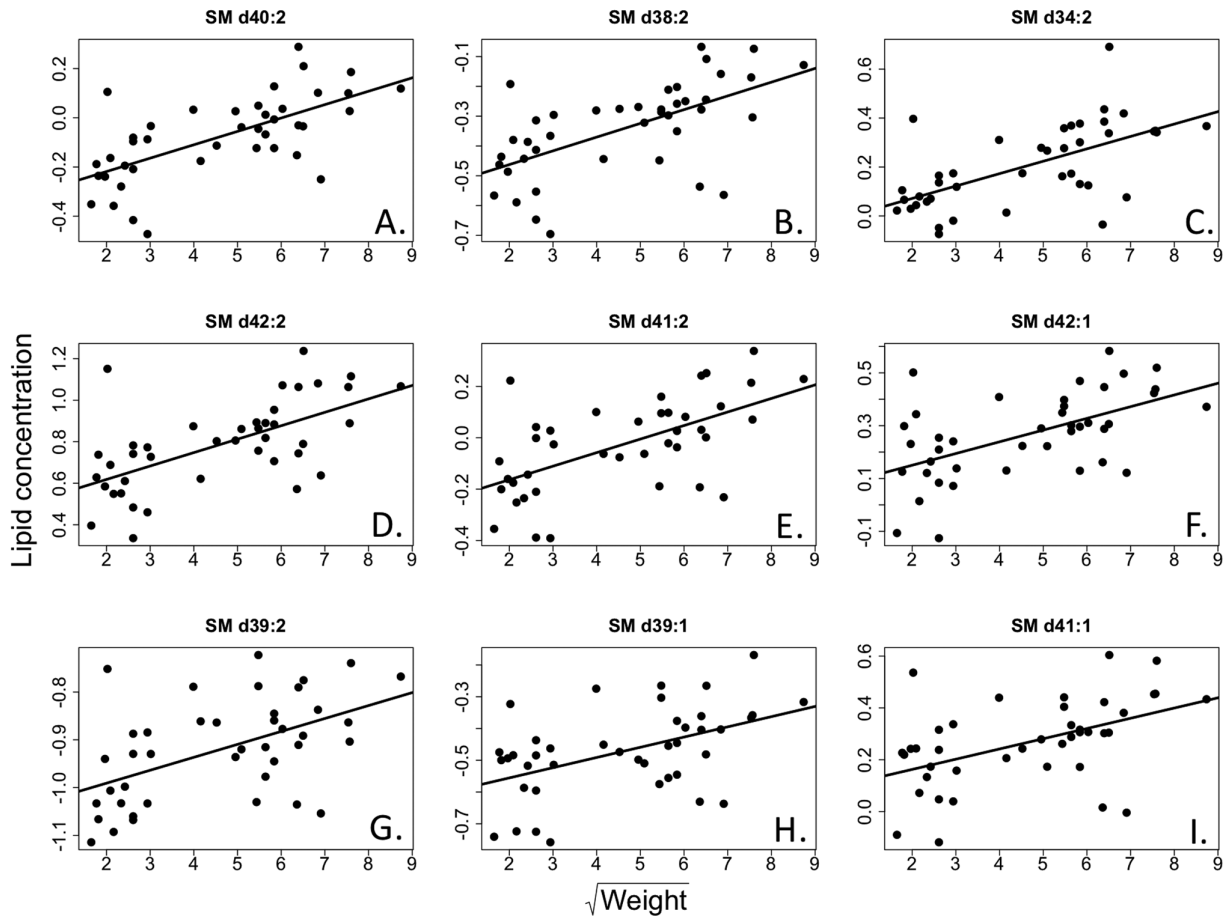 SM d40:2 SM d38:2 SM d34:2
0.2
0.0
-0.2
-0.4
A.
2 3 4 5 6 7 8 9
-0.1
-0.3
-0.5
-0.7
B.
2 3 4 5 6 7 8 9
0.6
0.4
0.2
0.0
C.
2 3 4 5 6 7 8 9
Lipid concentration
SM d42:2 SM d41:2 SM d42:1
1.2
1.0
0.8
0.6
0.4
D.
2 3 4 5 6 7 8 9
0.2
0.0
-0.2
-0.4
E.
2 3 4 5 6 7 8 9
0.5
0.3
0.1
-0.1
F.
2 3 4 5 6 7 8 9
SM d39:2 SM d39:1 SM d41:1
-0.8
-0.9
-1.0
-1.1
G.
2 3 4 5 6 7 8 9
-0.3
-0.5
-0.7
H.
2 3 4 5 6 7 8 9
0.6
0.4
0.2
0.0
I.
2 3 4 5 6 7 8 9
√Weight